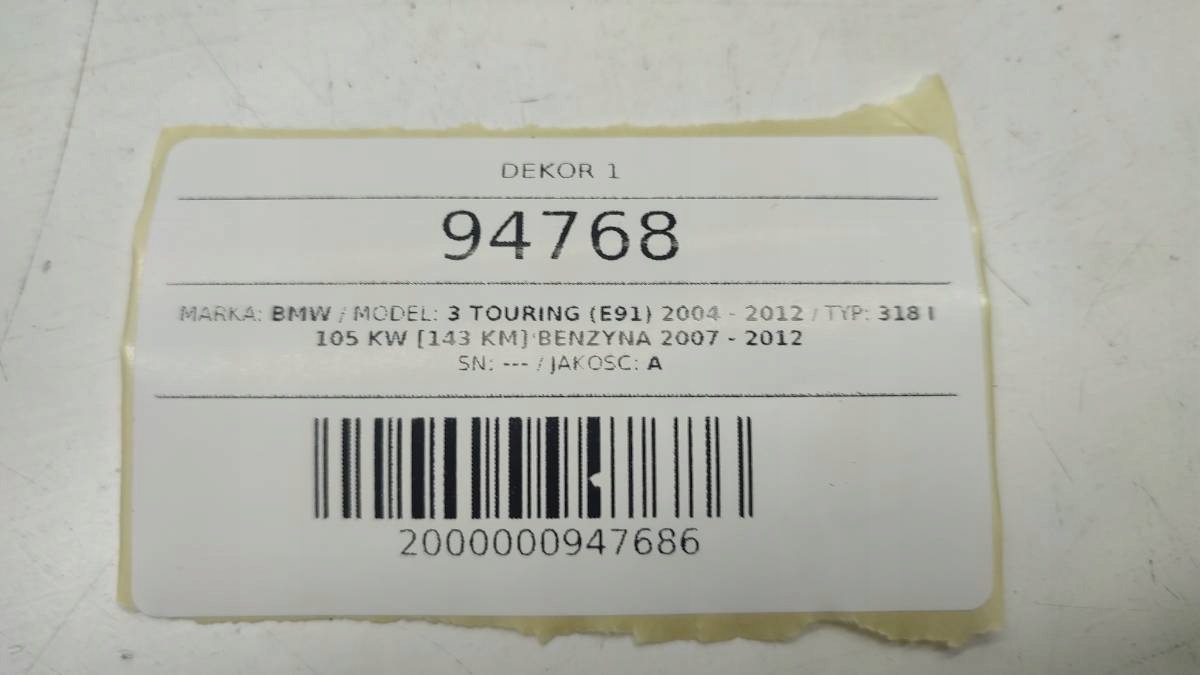 DEKOR 1
94768
MARKA: BMW / MODEL: 3 TOURING (E91) 2004 - 2012 / TYP: 318 I
105 KW [143 KM] BENZYNA 2007 - 2012
SN: --- / JAKOSC: A
2000000947686